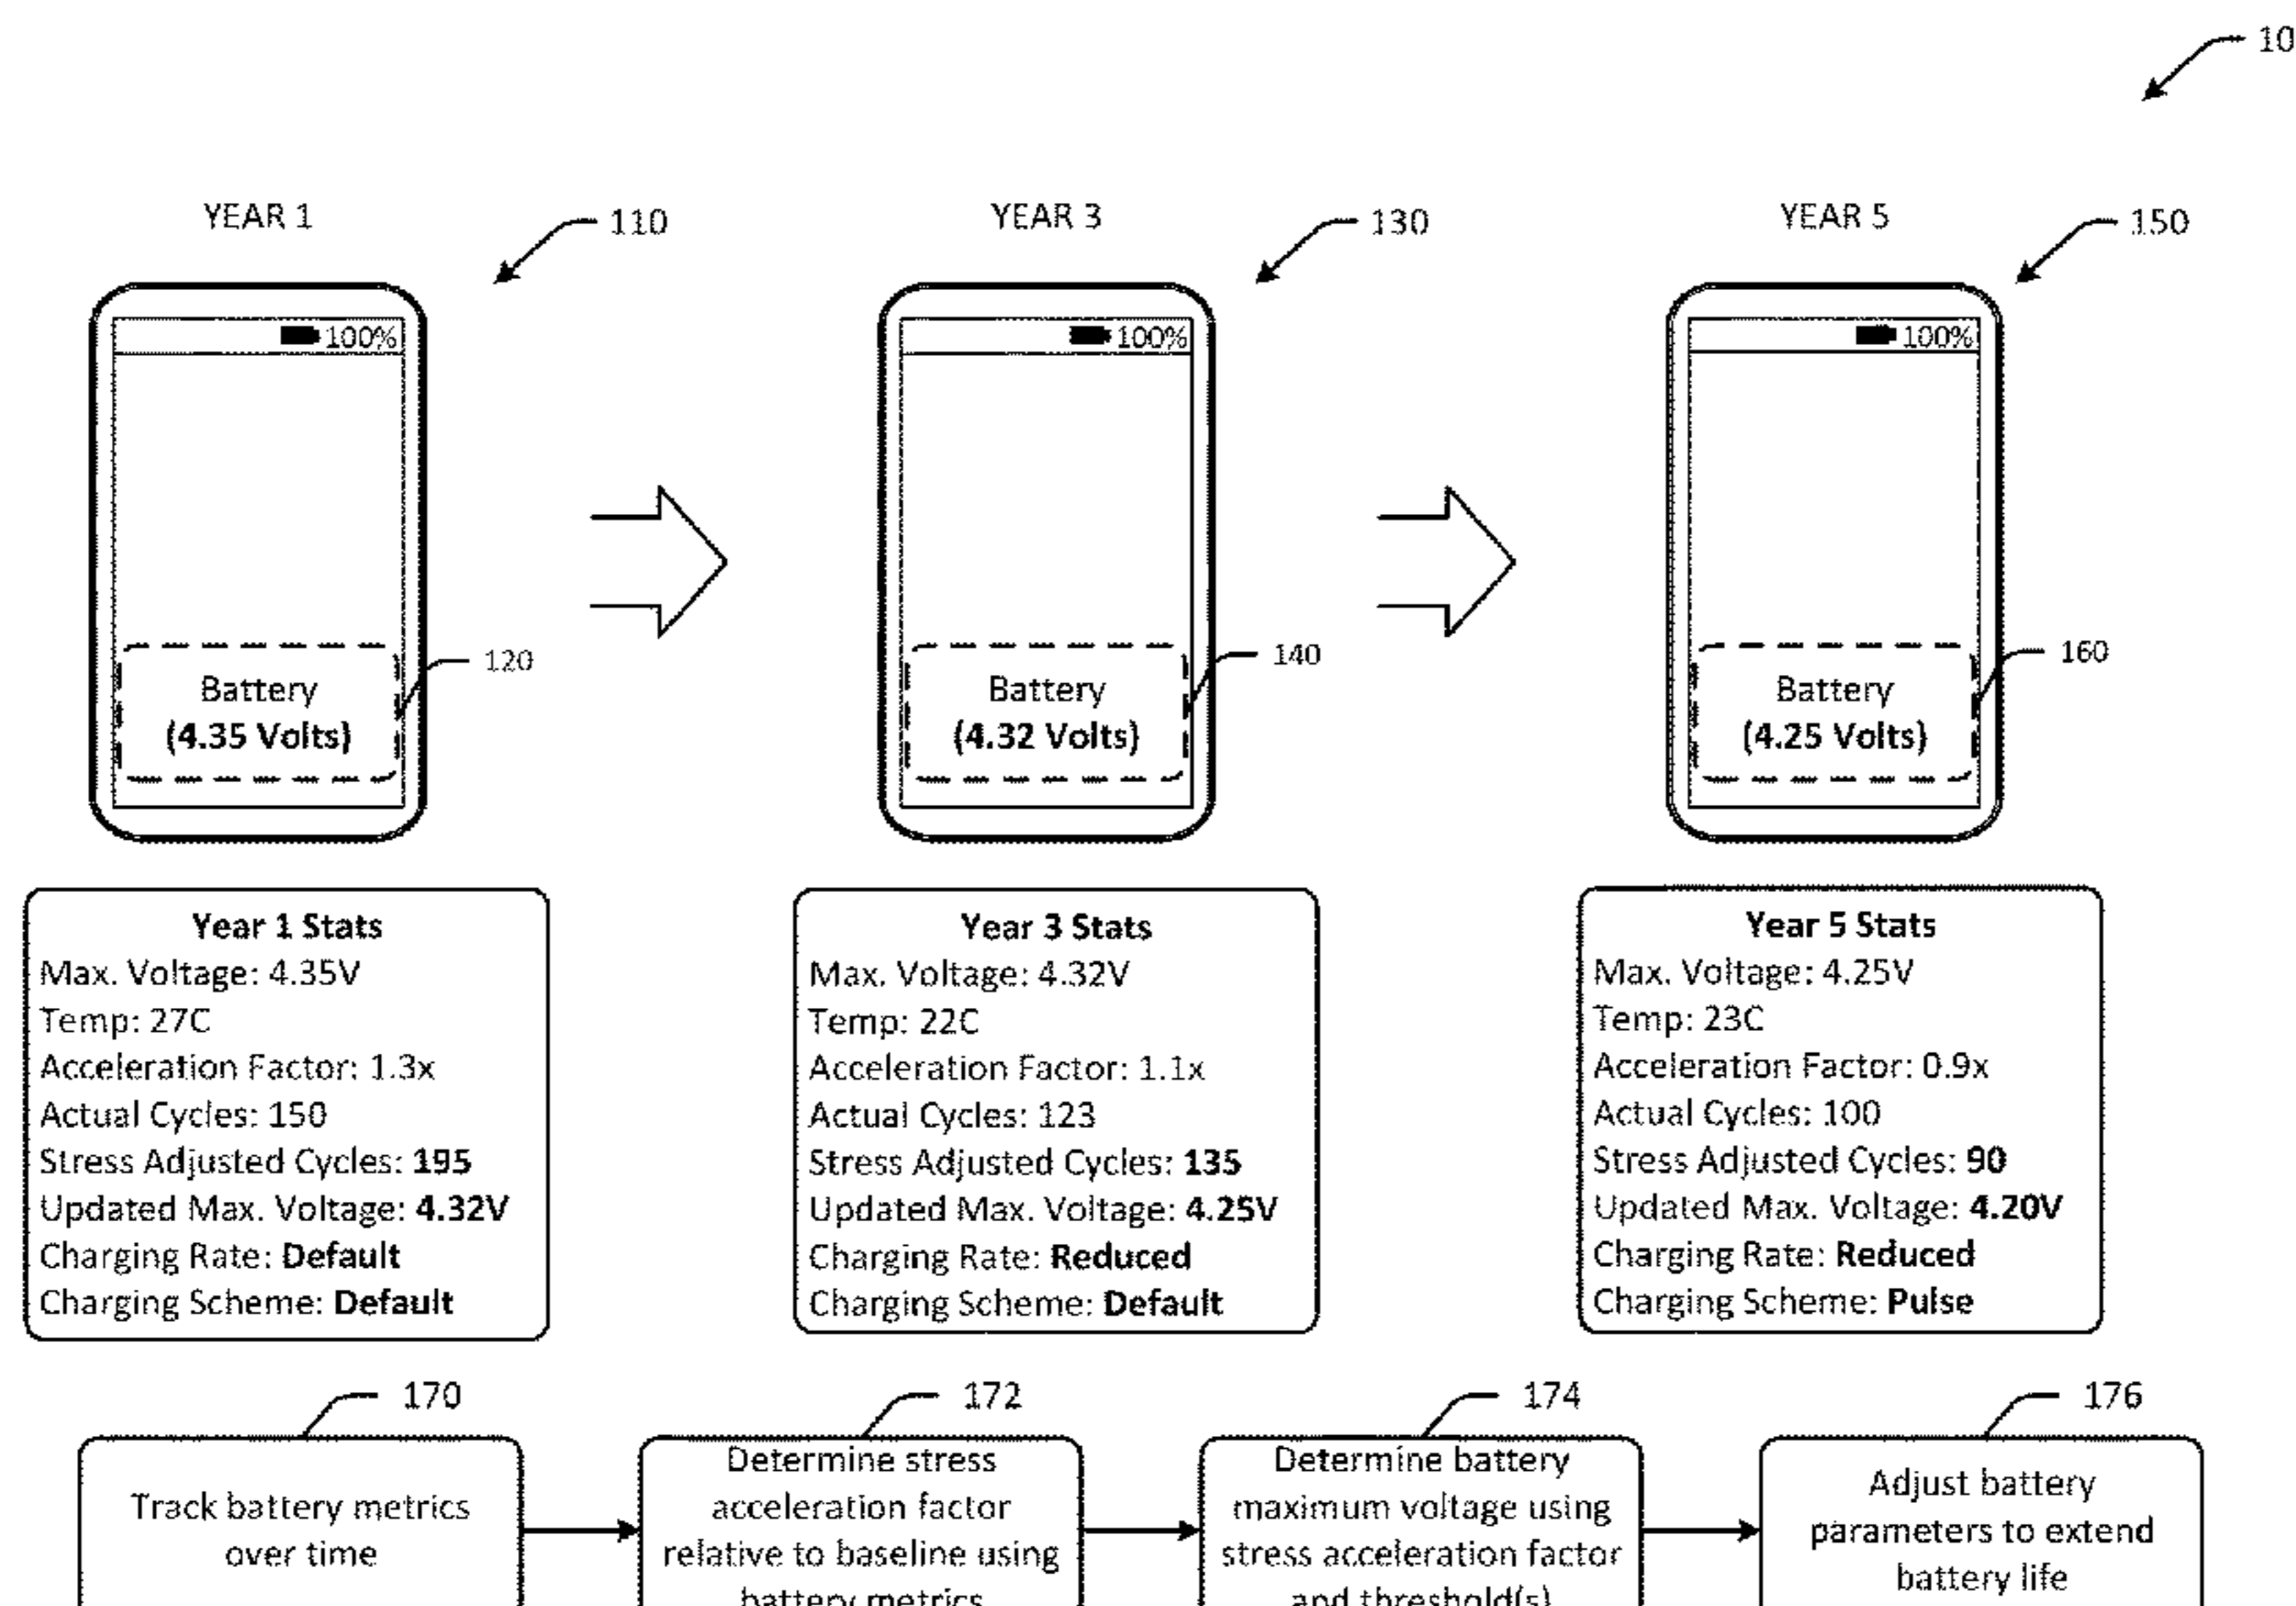 10
YEAR 1
110
YEAR 3
130
YEAR 5
150
100%
100%
100%
Battery
(4.35 Volts)
120
Battery
(4.32 Volts)
140
Battery
(4.25 Volts)
160
Year 1 Stats
Max. Voltage: 4.35V
Temp: 27C
Acceleration Factor: 1.3x
Actual Cycles: 150
Stress Adjusted Cycles: 195
Updated Max. Voltage: 4.32V
Charging Rate: Default
Charging Scheme: Default
Year 3 Stats
Max. Voltage: 4.32V
Temp: 22C
Acceleration Factor: 1.1x
Actual Cycles: 123
Stress Adjusted Cycles: 135
Updated Max. Voltage: 4.25V
Charging Rate: Reduced
Charging Scheme: Default
Year 5 Stats
Max. Voltage: 4.25V
Temp: 23C
Acceleration Factor: 0.9x
Actual Cycles: 100
Stress Adjusted Cycles: 90
Updated Max. Voltage: 4.20V
Charging Rate: Reduced
Charging Scheme: Pulse
170
Track battery metrics
over time
172
Determine stress
acceleration factor
relative to baseline using
battery metrics
174
Determine battery
maximum voltage using
stress acceleration factor
and threshold(s)
176
Adjust battery
parameters to extend
battery life